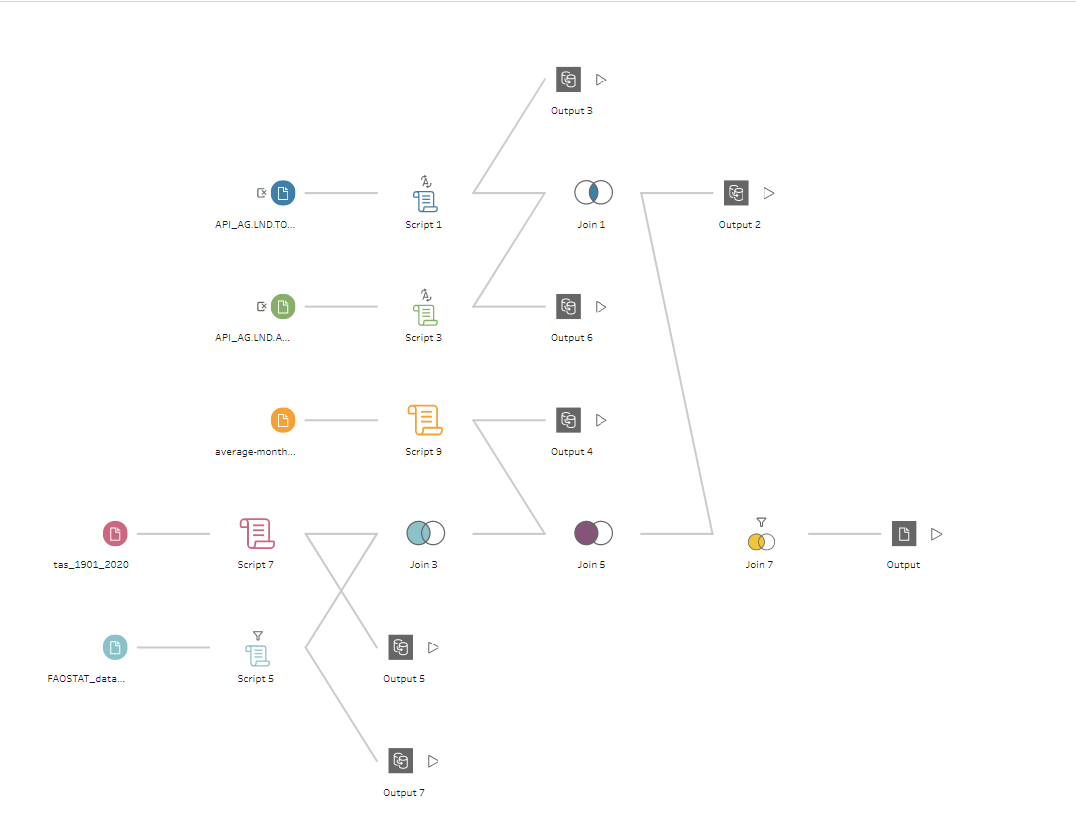 Output 3
API_AG.LND.TO...
Script 1
Join 1
Output 2
API_AG.LND.A...
Script 3
Output 6
average-month...
Script 9
Output 4
tas_1901_2020
Script 7
Join 3
Join 5
Join 7
Output
FAOSTAT_data...
Script 5
Output 5
Output 7